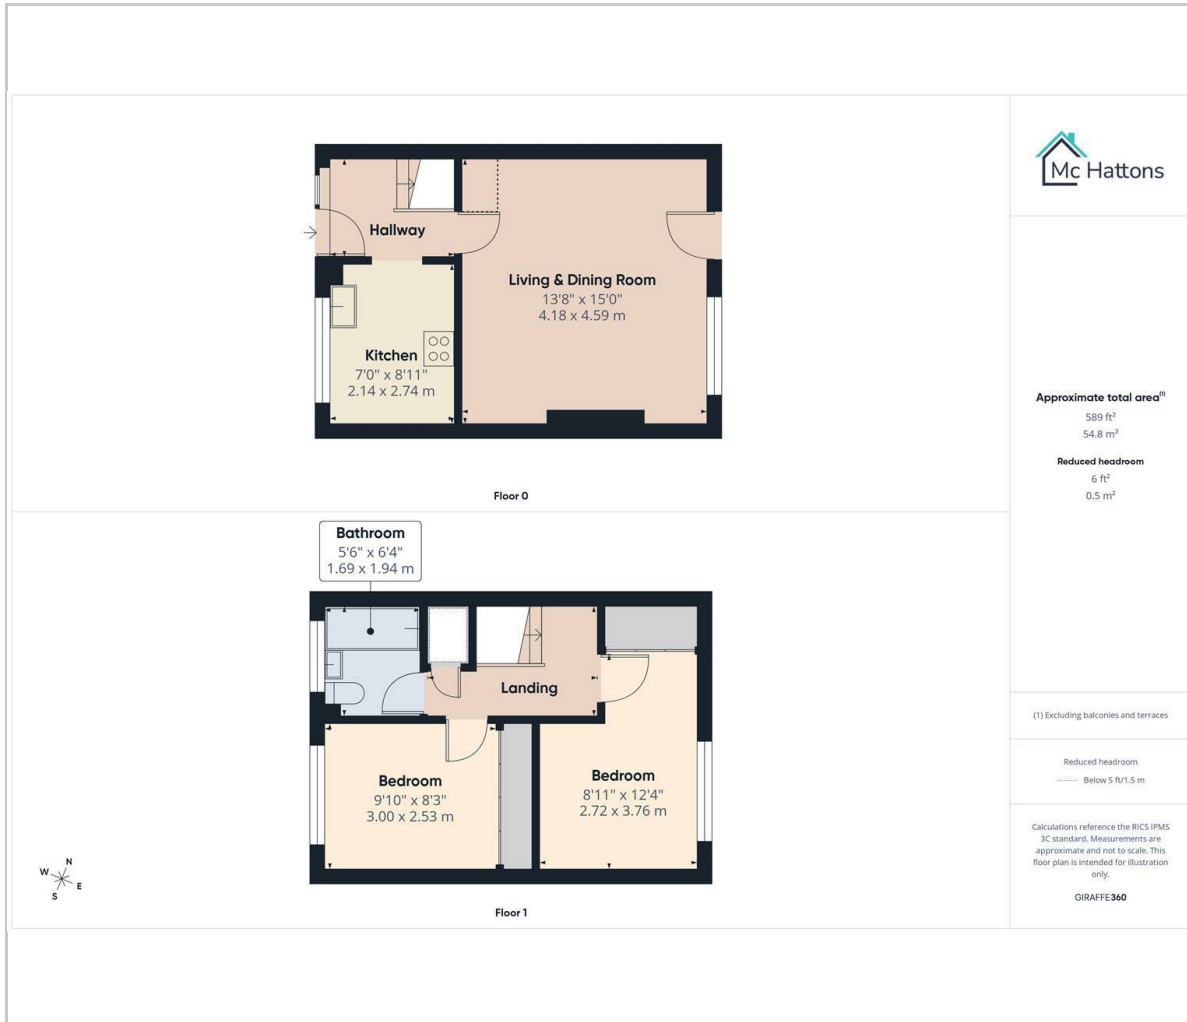 Hallway
Living & Dining Room
13'8" x 15'0"
4.18 x 4.59 m
Kitchen
7'0" x 8'11"
2.14 x 2.74 m
Floor 0
Bathroom
5'6" x 6'4"
1.69 x 1.94 m
Landing
Bedroom
9'10" x 8'3"
3.00 x 2.53 m
Bedroom
8'11" x 12'4"
2.72 x 3.76 m
N
W
E
S
Floor 1
Mc Hattons
Approximate total area(1)
589 ft²
54.8 m²
Reduced headroom
6 ft²
0.5 m²
(1) Excluding balconies and terraces
Reduced headroom
Below 5 ft/1.5 m
Calculations reference the RICS IPMS
3C standard. Measurements are
approximate and not to scale. This
floor plan is intended for illustration
only.
GIRAFFE360